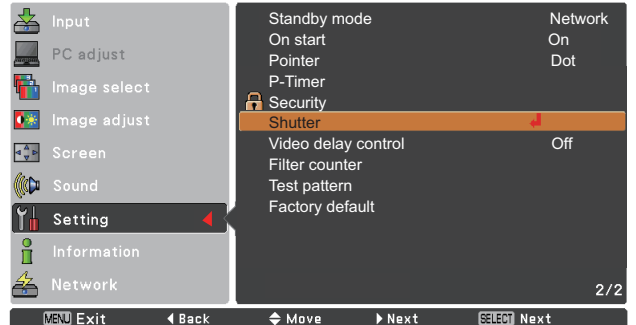 Input
PC adjust
Image select
Image adjust
Screen
Sound
Setting
Information
Network
Standby mode Network
On start On
Pointer Dot
P-Timer
Security
Shutter
Video delay control Off
Filter counter
Test pattern
Factory default
2/2
MENU Exit Back Move Next SELECT Next